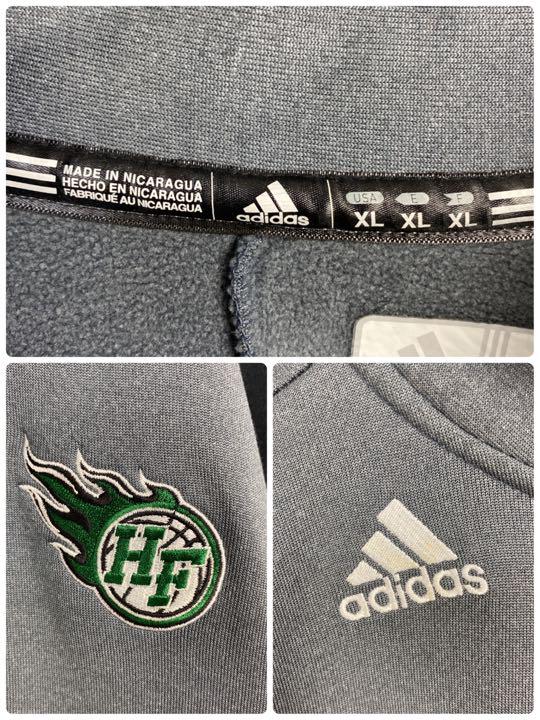 MADE IN NICARAGUA
HECHO EN NICARAGUA
FABRIQUÉ AU NICARAGUA
adidas
USA E F
XL XL XL
HF
adidas